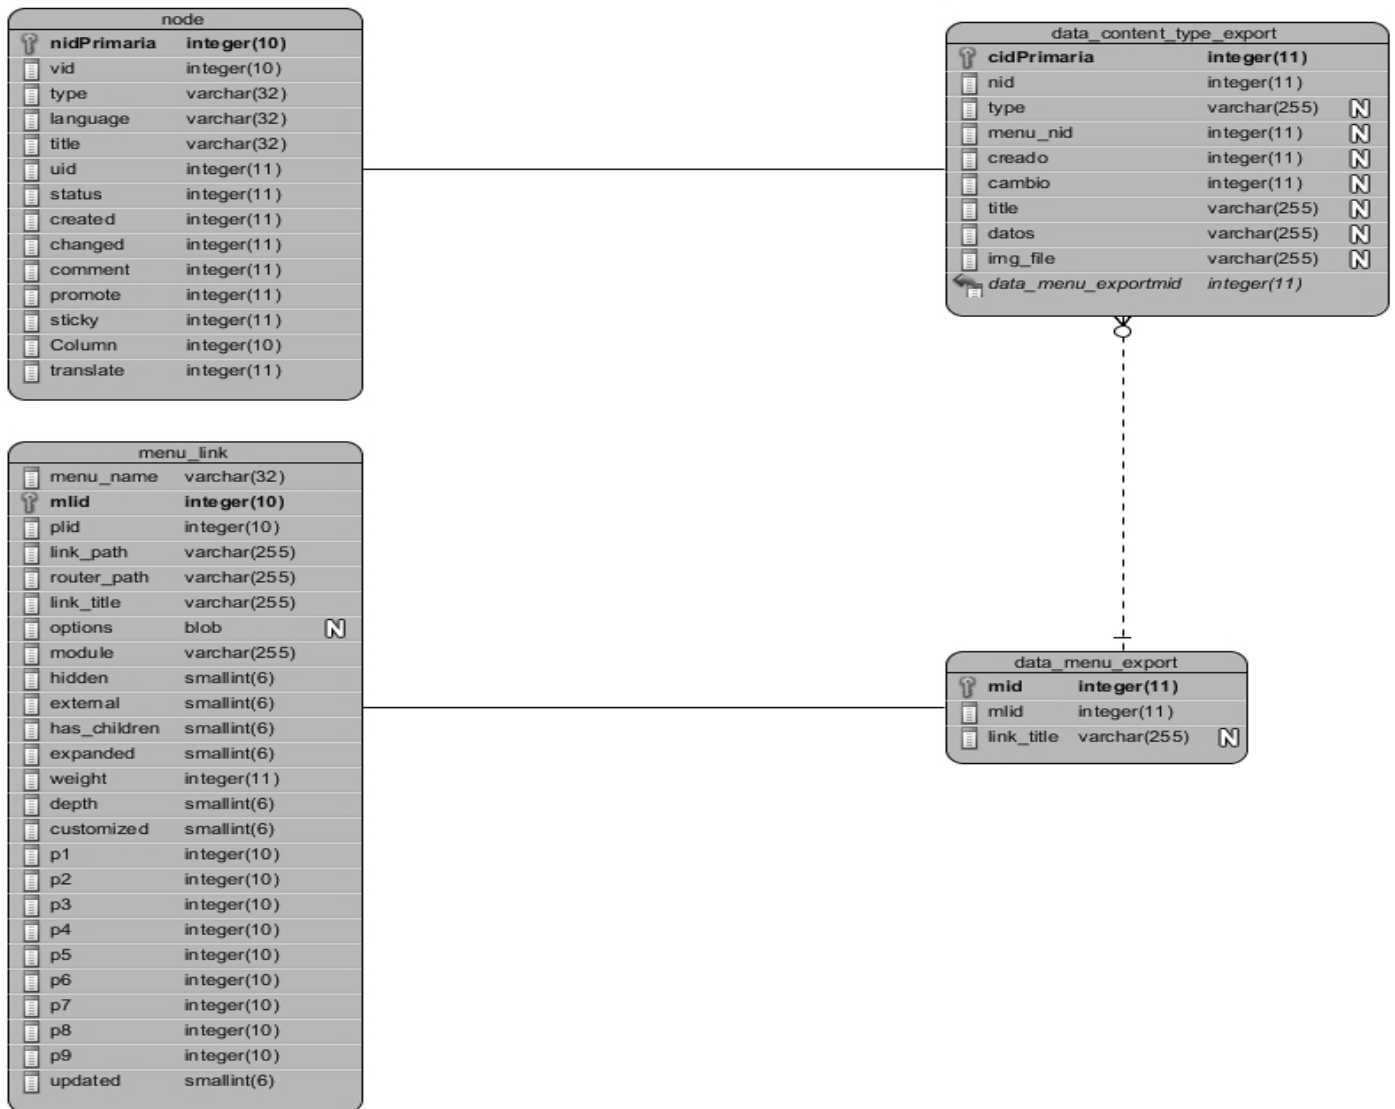 node
nidPrimaria integer(10)
vid integer(10)
type varchar(32)
language varchar(32)
title varchar(32)
uid integer(11)
status integer(11)
created integer(11)
changed integer(11)
comment integer(11)
promote integer(11)
sticky integer(11)
Column integer(10)
translate integer(11)
data_content_type_export
cidPrimaria integer(11)
nid integer(11)
type varchar(255) N
menu_nid integer(11) N
creado integer(11) N
cambio integer(11) N
title varchar(255) N
datos varchar(255) N
img_file varchar(255) N
data_menu_exportmid integer(11)
menu_link
menu_name varchar(32)
mlid integer(10)
plid integer(10)
link_path varchar(255)
router_path varchar(255)
link_title varchar(255)
options blob N
module varchar(255)
hidden smallint(6)
external smallint(6)
has_children smallint(6)
expanded smallint(6)
weight integer(11)
depth smallint(6)
customized smallint(6)
p1 integer(10)
p2 integer(10)
p3 integer(10)
p4 integer(10)
p5 integer(10)
p6 integer(10)
p7 integer(10)
p8 integer(10)
p9 integer(10)
updated smallint(6)
data_menu_export
mid integer(11)
mlid integer(11)
link_title varchar(255) N